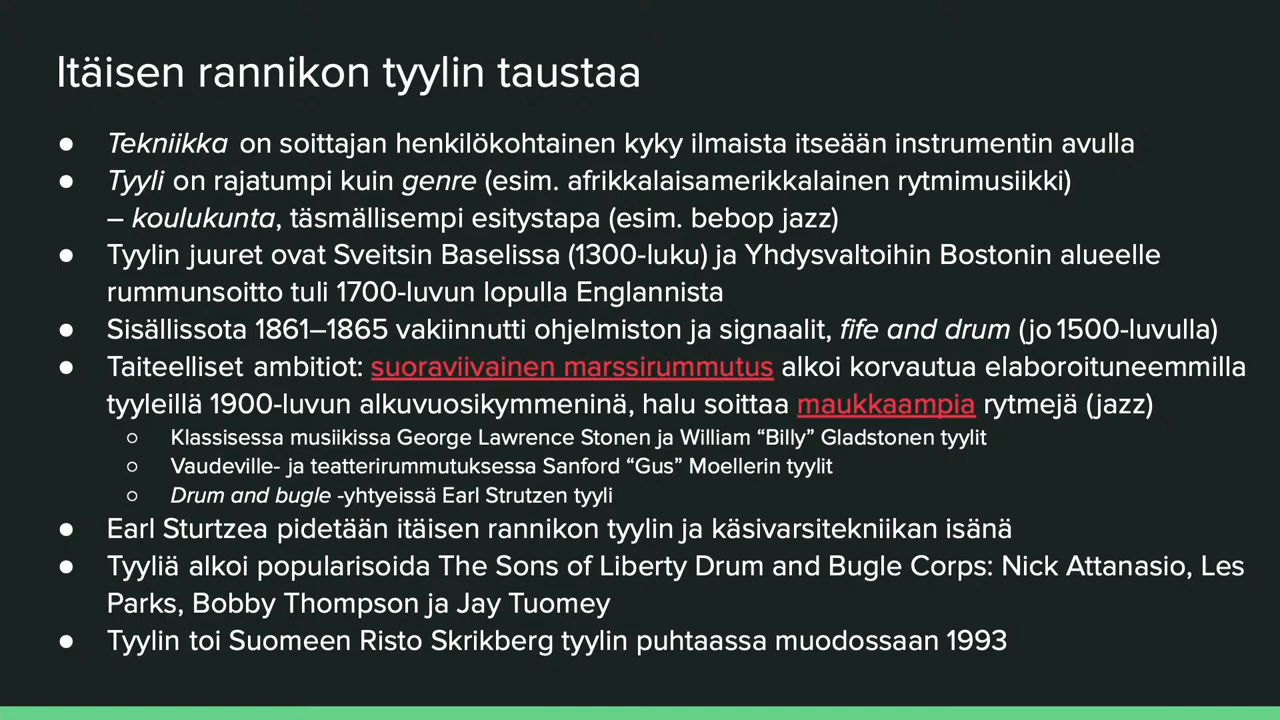 Itäisen rannikon tyylin taustaa
● Tekniikka on soittajan henkilökohtainen kyky ilmaista itseään instrumentin avulla
● Tyyli on rajatumpi kuin genre (esim. afrikkalaisamerikkalainen rytmimusiikki)
– koulukunta, täsmällisempi esitystapa (esim. bebop jazz)
● Tyylin juuret ovat Sveitsin Baselissa (1300-luku) ja Yhdysvaltoihin Bostonin alueelle
rummunsoitto tuli 1700-luvun lopulla Englannista
● Sisällissota 1861–1865 vakiinnutti ohjelmiston ja signaalit, fife and drum (jo 1500-luvulla)
● Taiteelliset ambitiot: suoraviivainen marssirummutus alkoi korvautua elaboroituneemmilla
tyyleillä 1900-luvun alkuvuosikymmeninä, halu soittaa maukkaampia rytmejä (jazz)
○ Klassisessa musiikissa George Lawrence Stonen ja William “Billy” Gladstonen tyylit
○ Vaudeville- ja teatterirummutuksessa Sanford “Gus” Moellerin tyylit
○ Drum and bugle -yhtyeissä Earl Strutzen tyyli
● Earl Sturtzea pidetään itäisen rannikon tyylin ja käsivarsitekniikan isänä
● Tyyliä alkoi popularisoida The Sons of Liberty Drum and Bugle Corps: Nick Attanasio, Les
Parks, Bobby Thompson ja Jay Tuomey
● Tyylin toi Suomeen Risto Skrikberg tyylin puhtaassa muodossaan 1993